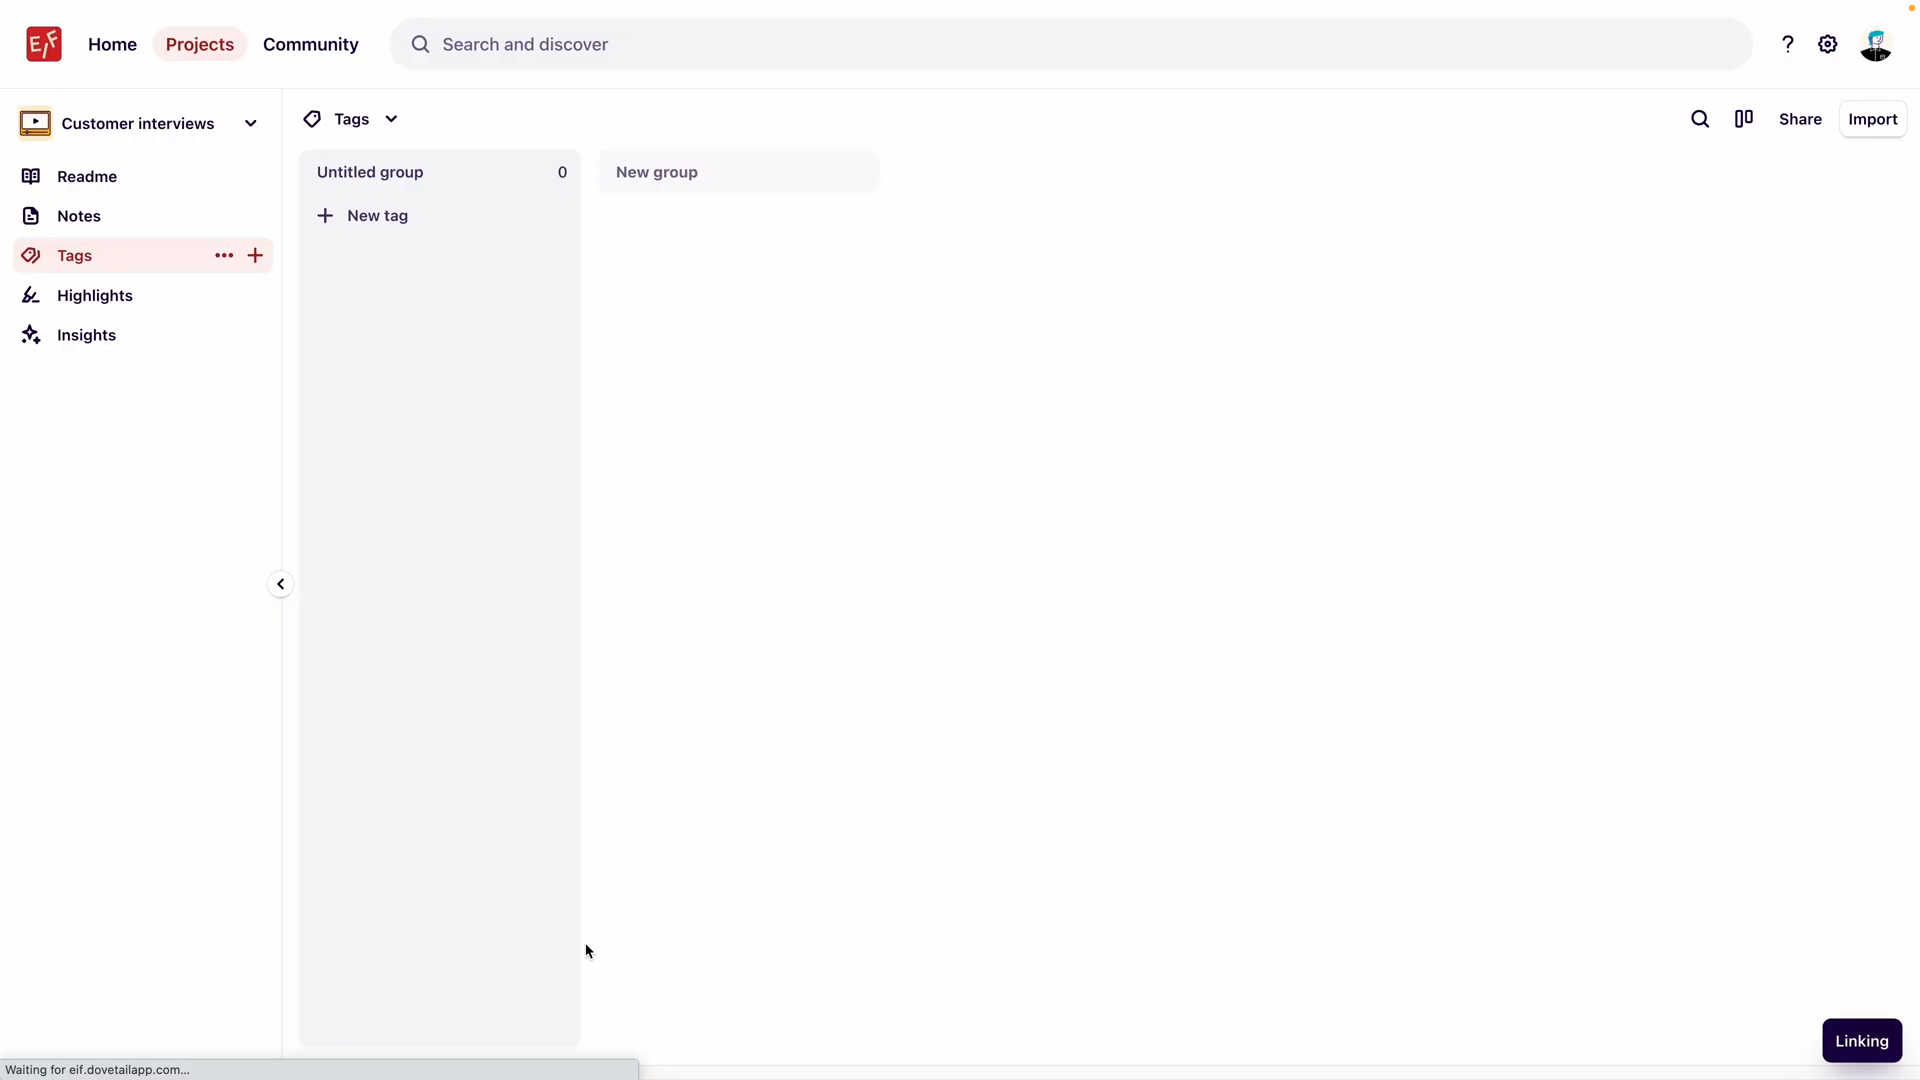 E/F
Home
Projects
Community
Search and discover
?
Customer interviews
Readme
Notes
Tags
Highlights
Insights
Tags
Share
Import
Untitled group
0
New group
New tag
Linking
Waiting for eif.dovetailapp.com...